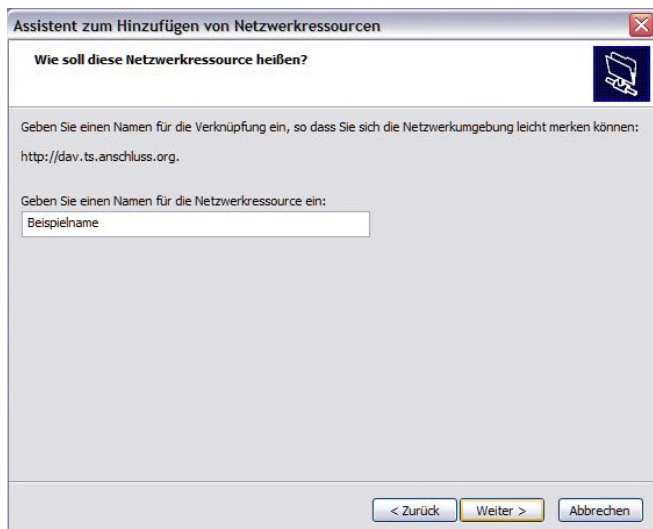 Assistent zum Hinzufügen von Netzwerkressourcen
Wie soll diese Netzwerkressource heißen?
Geben Sie einen Namen für die Verknüpfung ein, so dass Sie sich die Netzwerkumgebung leicht merken können:
http://dav.ts.anschluss.org.
Geben Sie einen Namen für die Netzwerkressource ein:
Beispielname
< Zurück Weiter > Abbrechen